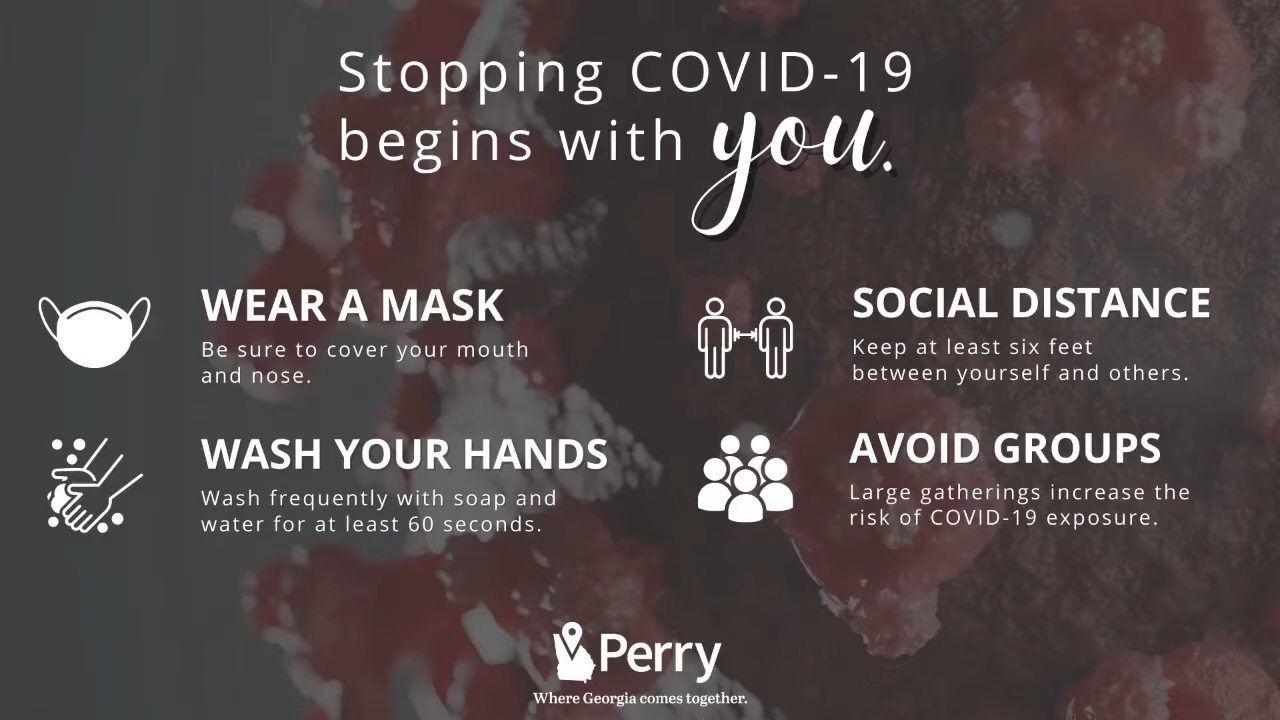 Stopping COVID-19
begins with you.
WEAR A MASK
Be sure to cover your mouth
and nose.
WASH YOUR HANDS
Wash frequently with soap and
water for at least 60 seconds.
SOCIAL DISTANCE
Keep at least six feet
between yourself and others.
AVOID GROUPS
Large gatherings increase the
risk of COVID-19 exposure.
Perry
Where Georgia comes together.